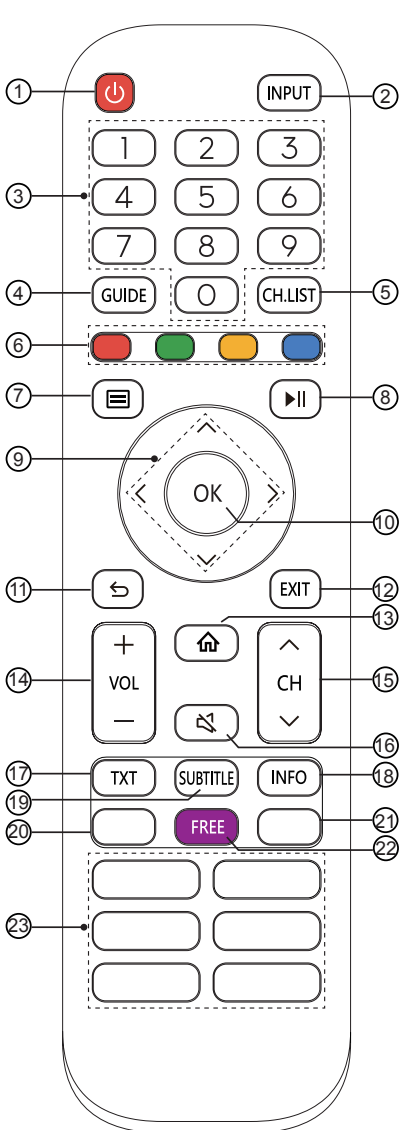 ① INPUT ②
1 2 3
③ 4 5 6
7 8 9
④ GUIDE 0 CH.LIST ⑤
⑥
⑦ ⑧
⑨
OK
⑩
⑪ EXIT ⑫
⑬
+
⑭ VOL CH ⑮
—
⑯
⑰ TXT SUBTITLE INFO ⑱
⑲
⑳ FREE ㉑
㉒
㉓